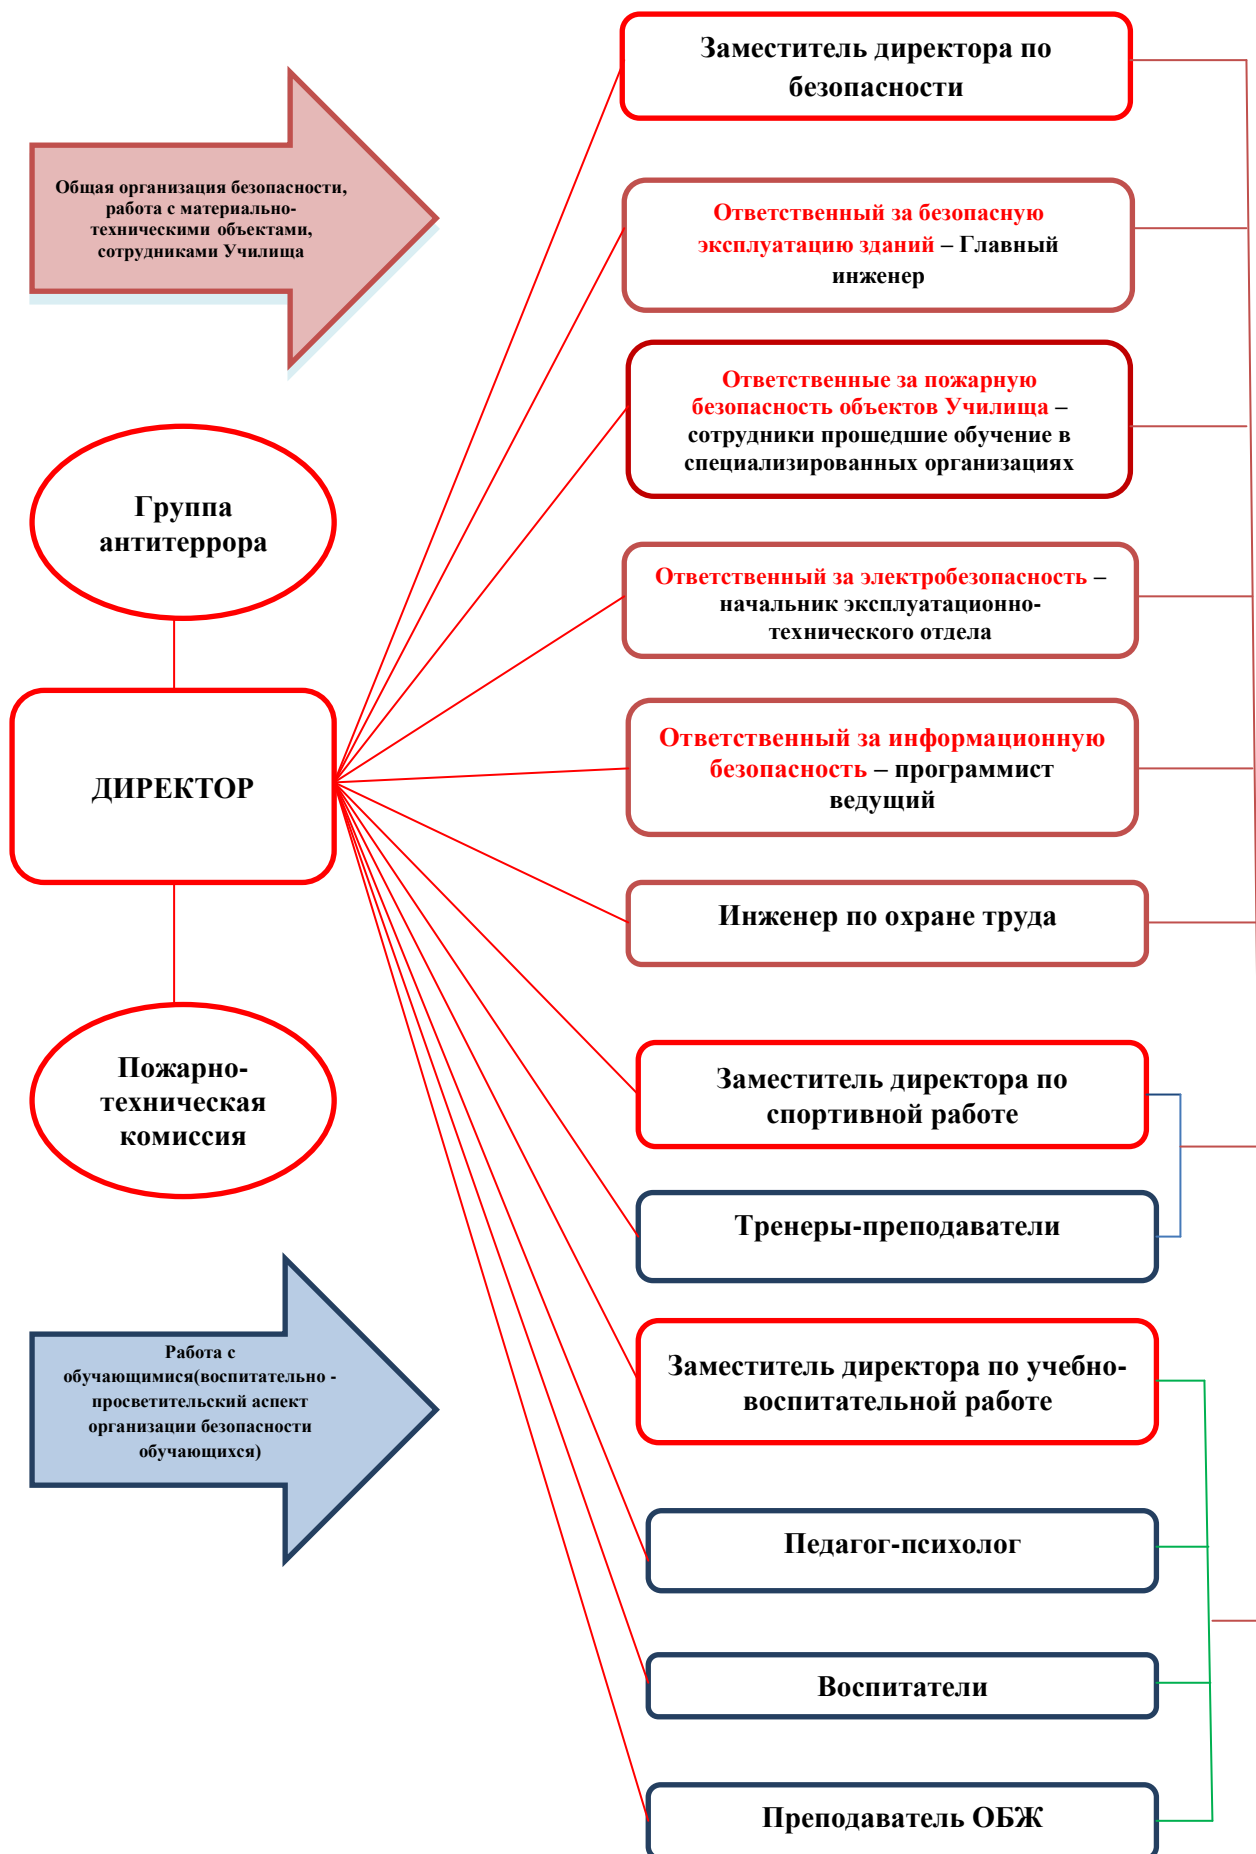 Заместитель директора по
безопасности
Общая организация безопасности,
работа с материально-
техническими объектами,
сотрудниками Училища
Ответственный за безопасную
эксплуатацию зданий – Главный
инженер
Ответственные за пожарную
безопасность объектов Училища –
сотрудники прошедшие обучение в
специализированных организациях
Группа
антитеррора
Ответственный за электробезопасность –
начальник эксплуатационно-
технического отдела
ДИРЕКТОР
Ответственный за информационную
безопасность – программист
ведущий
Инженер по охране труда
Пожарно-
техническая
комиссия
Заместитель директора по
спортивной работе
Тренеры-преподаватели
Работа с
обучающимися(воспитательно -
просветительский аспект
организации безопасности
обучающихся)
Заместитель директора по учебно-
воспитательной работе
Педагог-психолог
Воспитатели
Преподаватель ОБЖ